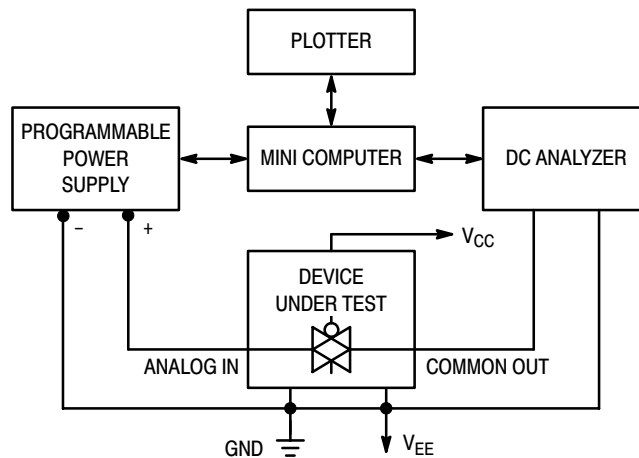 PLOTTER
PROGRAMMABLE
POWER
SUPPLY
MINI COMPUTER
DC ANALYZER
− +
VCC
DEVICE
UNDER TEST
ANALOG IN
COMMON OUT
GND
VEE